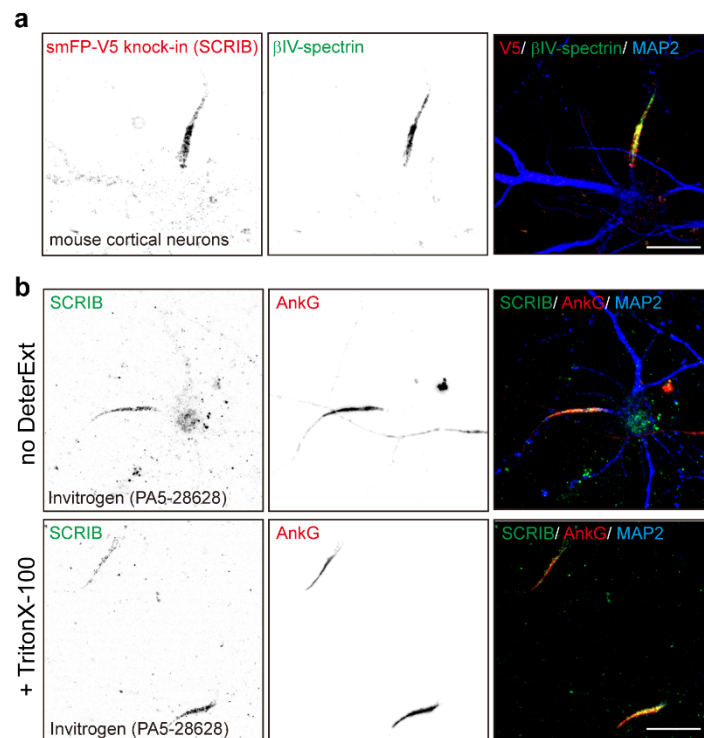 a
smFP-V5 knock-in (SCRIB)
βIV-spectrin
V5/ βIV-spectrin/ MAP2
mouse cortical neurons
b
no DeterExt
SCRIB
AnkG
SCRIB/ AnkG/ MAP2
Invitrogen (PA5-28628)
+ TritonX-100
SCRIB
AnkG
SCRIB/ AnkG/ MAP2
Invitrogen (PA5-28628)